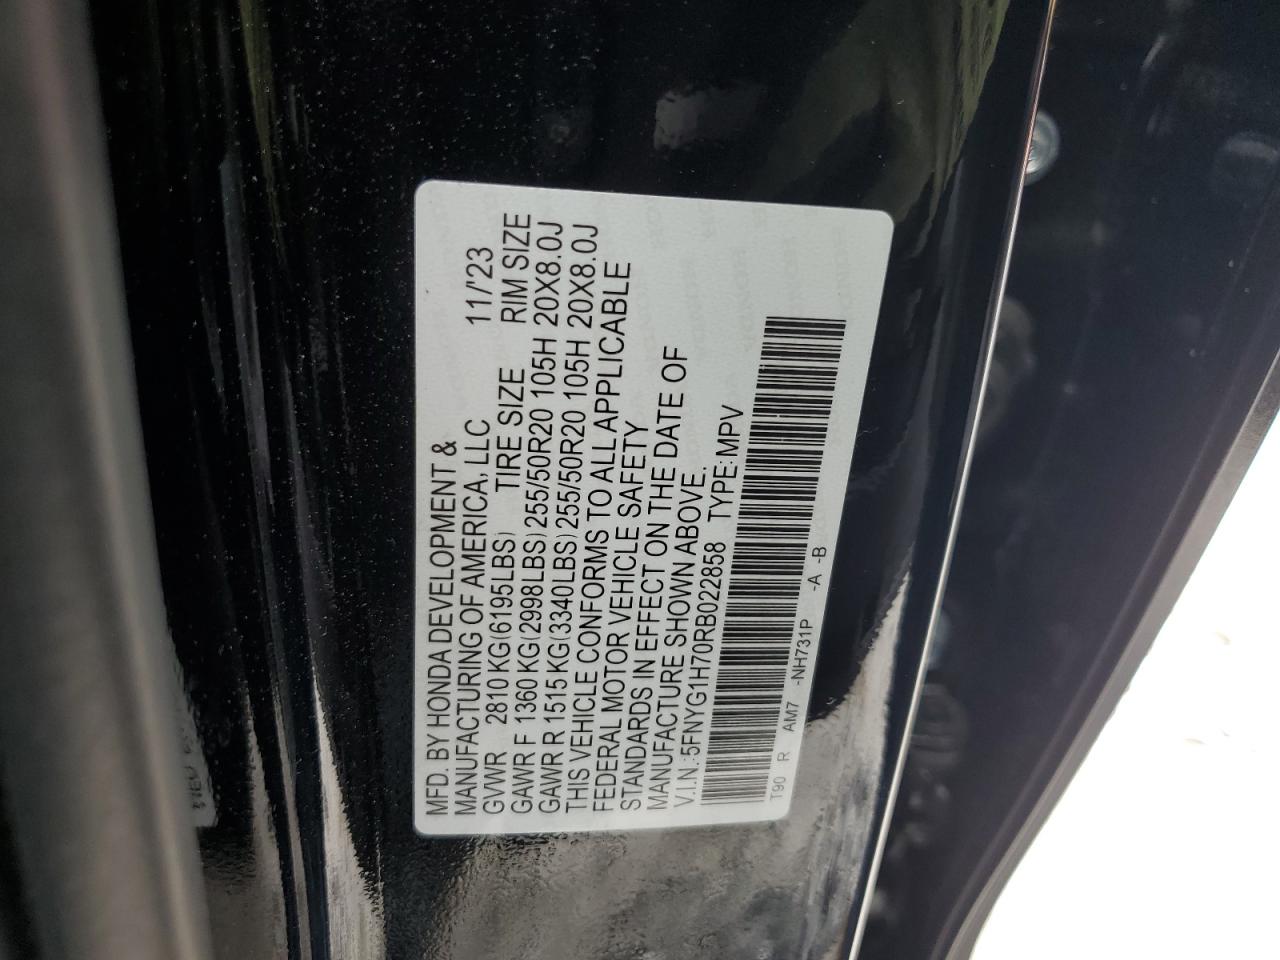 MFD. BY HONDA DEVELOPMENT &
MANUFACTURING OF AMERICA, LLC 11/'23
GVWR 2810 KG(6195LBS) TIRE SIZE RIM SIZE
GAWR F 1360 KG(2998LBS) 255/50R20 105H 20X8.0J
GAWR R 1515 KG(3340LBS) 255/50R20 105H 20X8.0J
THIS VEHICLE CONFORMS TO ALL APPLICABLE
FEDERAL MOTOR VEHICLE SAFETY
STANDARDS IN EFFECT ON THE DATE OF
MANUFACTURE SHOWN ABOVE.
V.I.N.:5FNYG1H70RB022858 TYPE:MPV
T90 R AM7 -NH731P -A -B